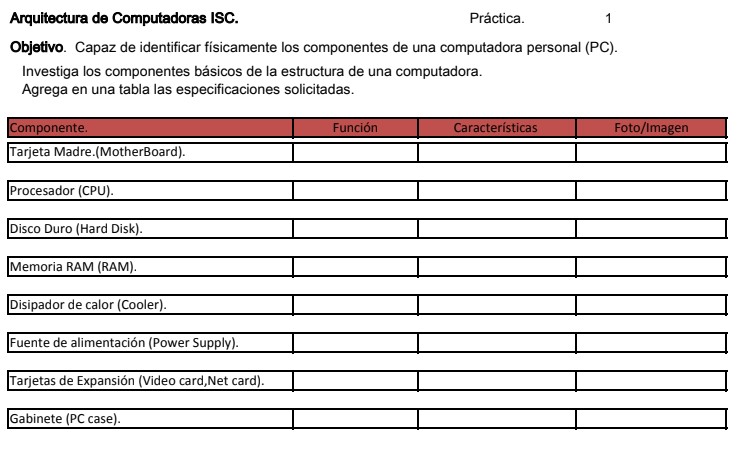 Arquitectura de Computadoras ISC. Práctica. 1
Objetivo. Capaz de identificar físicamente los componentes de una computadora personal (PC).
Investiga los componentes básicos de la estructura de una computadora.
Agrega en una tabla las especificaciones solicitadas.
Componente. Función Características Foto/Imagen
Tarjeta Madre.(MotherBoard).
Procesador (CPU).
Disco Duro (Hard Disk).
Memoria RAM (RAM).
Disipador de calor (Cooler).
Fuente de alimentación (Power Supply).
Tarjetas de Expansión (Video card,Net card).
Gabinete (PC case).